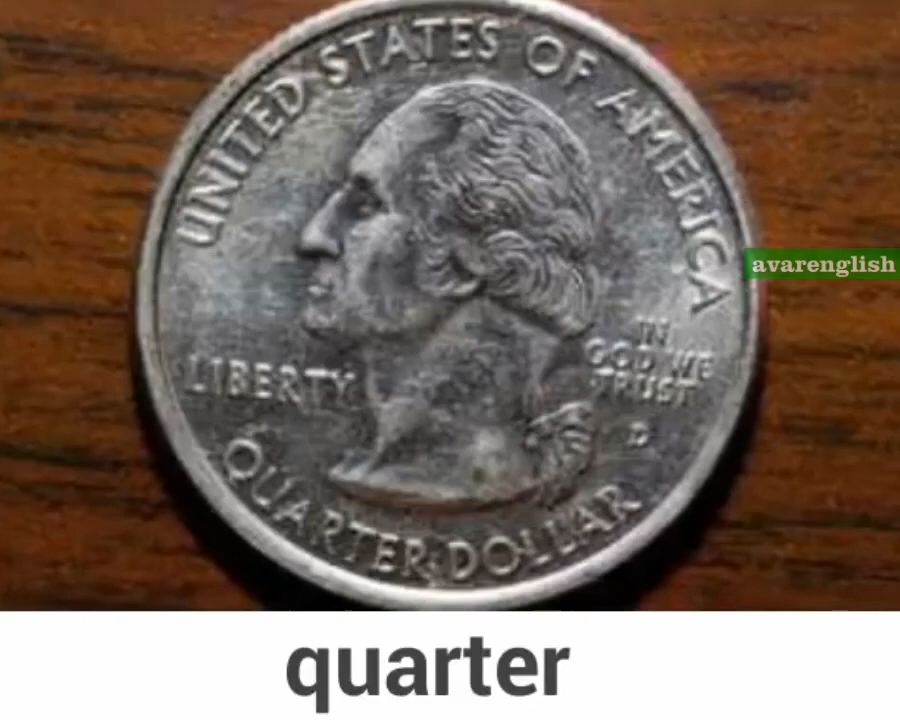 UNITED STATES OF AMERICA
avarenglish
IN
GOD WE
TRUST
LIBERTY
D
QUARTER DOLLAR
quarter